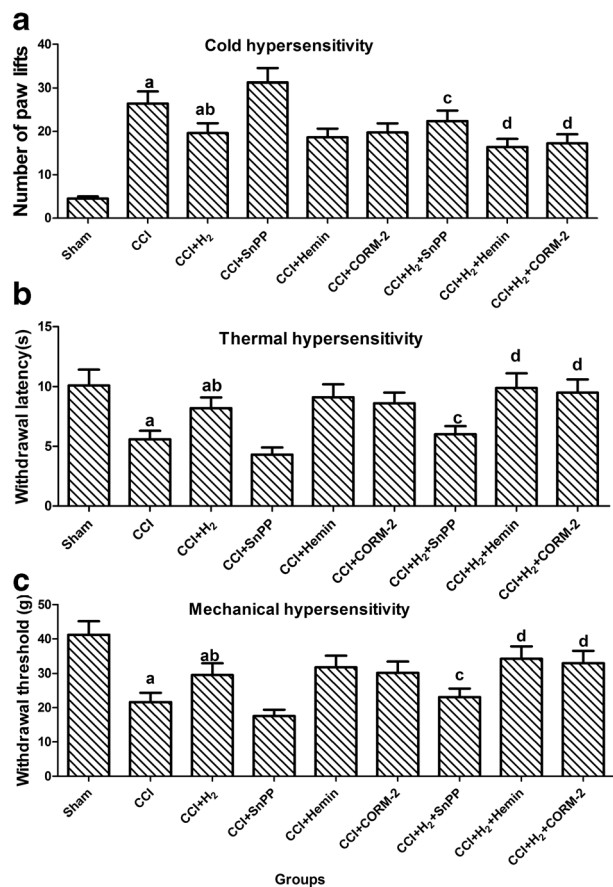 a
Cold hypersensitivity
Number of paw lifts
40
30
20
10
0
a
ab
c
d
d
Sham
CCI
CCI+H₂
CCI+SnPP
CCI+Hemin
CCI+CORM-2
CCI+H₂+SnPP
CCI+H₂+Hemin
CCI+H₂+CORM-2
b
Thermal hypersensitivity
Withdrawal latency(s)
15
10
5
0
a
ab
c
d
d
Sham
CCI
CCI+H₂
CCI+SnPP
CCI+Hemin
CCI+CORM-2
CCI+H₂+SnPP
CCI+H₂+Hemin
CCI+H₂+CORM-2
c
Mechanical hypersensitivity
Withdrawal threshold (g)
50
40
30
20
10
0
a
ab
c
d
d
Sham
CCI
CCI+H₂
CCI+SnPP
CCI+Hemin
CCI+CORM-2
CCI+H₂+SnPP
CCI+H₂+Hemin
CCI+H₂+CORM-2
Groups